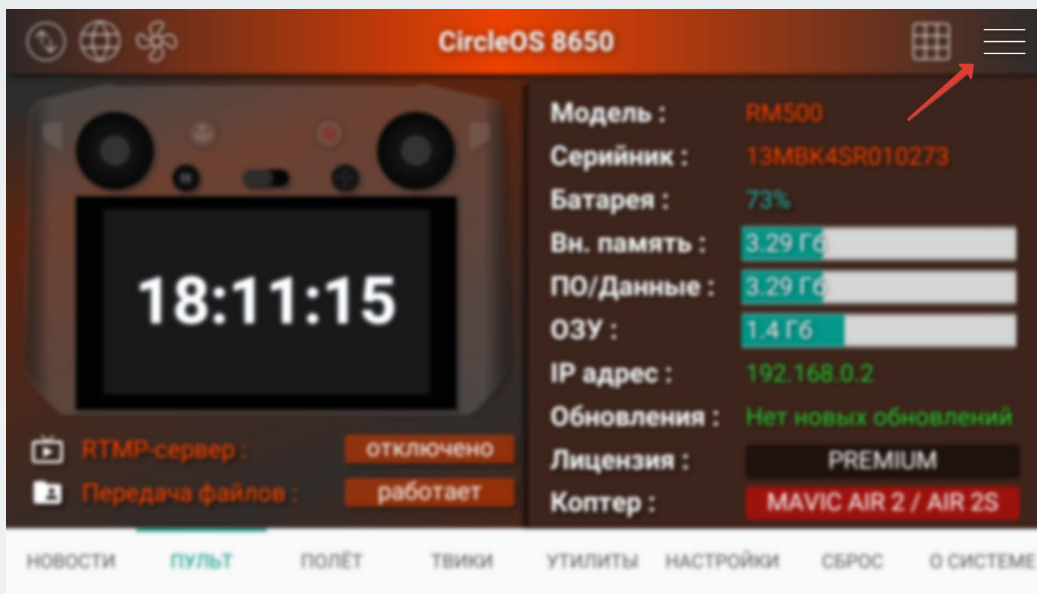 CircleOS 8650
18:11:15
RTMP-сервер : отключено
Передача файлов : работает
Модель : RM500
Серийник : 13MBK4SR010273
Батарея : 73%
Вн. память : 3.29 Гб
ПО/Данные : 3.29 Гб
ОЗУ : 1.4 Гб
IP адрес : 192.168.0.2
Обновления : Нет новых обновлений
Лицензия : PREMIUM
Коптер : MAVIC AIR 2 / AIR 2S
НОВОСТИ ПУЛЬТ ПОЛЁТ ТВИКИ УТИЛИТЫ НАСТРОЙКИ СБРОС О СИСТЕМЕ